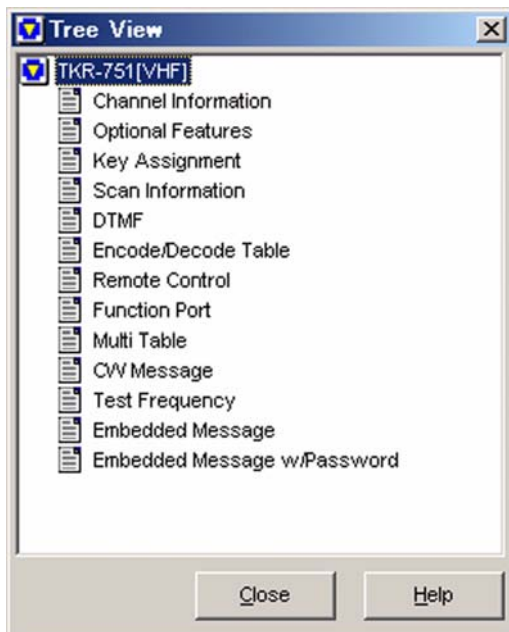 Tree View
TKR-751[VHF]
Channel Information
Optional Features
Key Assignment
Scan Information
DTMF
Encode/Decode Table
Remote Control
Function Port
Multi Table
CW Message
Test Frequency
Embedded Message
Embedded Message w/Password
Close Help